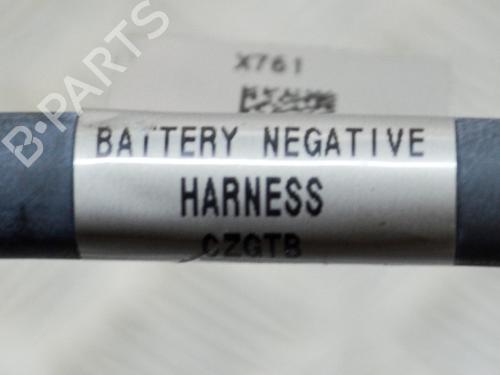 B-PARTS
X761
BATTERY NEGATIVE
HARNESS
CZGTB